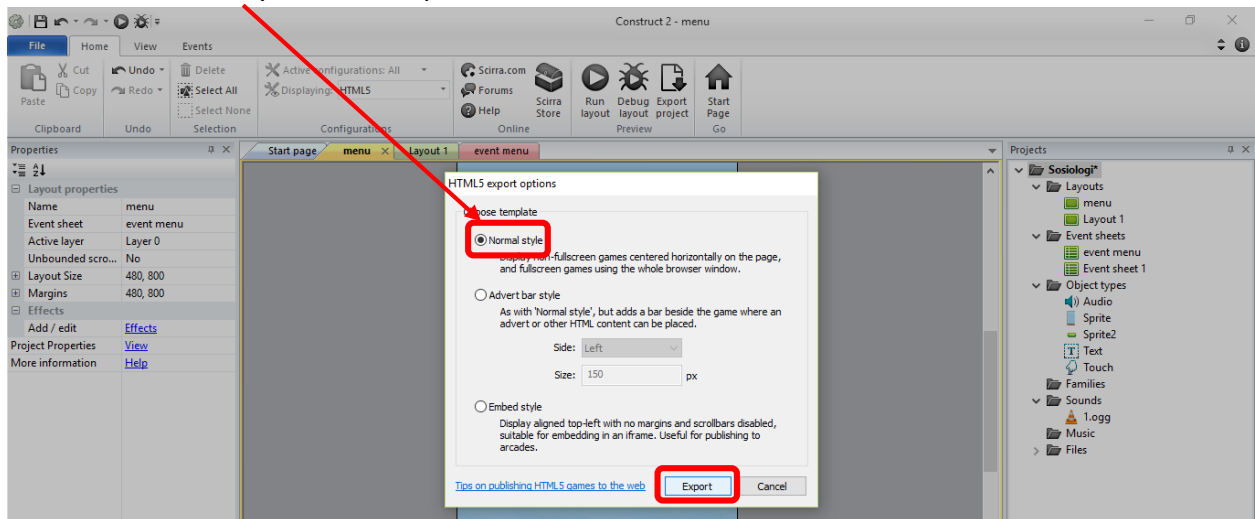 Construct 2 - menu
File Home View Events
Cut Undo Delete Active configurations: All Scirra.com
Copy Redo Select All Displaying: HTML5 Forums
Paste Select None Help Scirra Store Run layout Debug layout Export project Start Page
Clipboard Undo Selection Configurations Online Preview Go
Properties
Layout properties
Name menu
Event sheet event menu
Active layer Layer 0
Unbounded scro... No
Layout Size 480, 800
Margins 480, 800
Effects
Add / edit Effects
Project Properties View
More information Help
Start page menu Layout 1 event menu
HTML5 export options
Choose template
Normal style
Display non-fullscreen games centered horizontally on the page,
and fullscreen games using the whole browser window.
Advert bar style
As with 'Normal style', but adds a bar beside the game where an
advert or other HTML content can be placed.
Side: Left
Size: 150 px
Embed style
Display aligned top-left with no margins and scrollbars disabled,
suitable for embedding in an iframe. Useful for publishing to
arcades.
Tips on publishing HTML5 games to the web Export Cancel
Projects
Sosiologi*
Layouts
menu
Layout 1
Event sheets
event menu
Event sheet 1
Object types
Audio
Sprite
Sprite2
Text
Touch
Families
Sounds
1.ogg
Music
Files